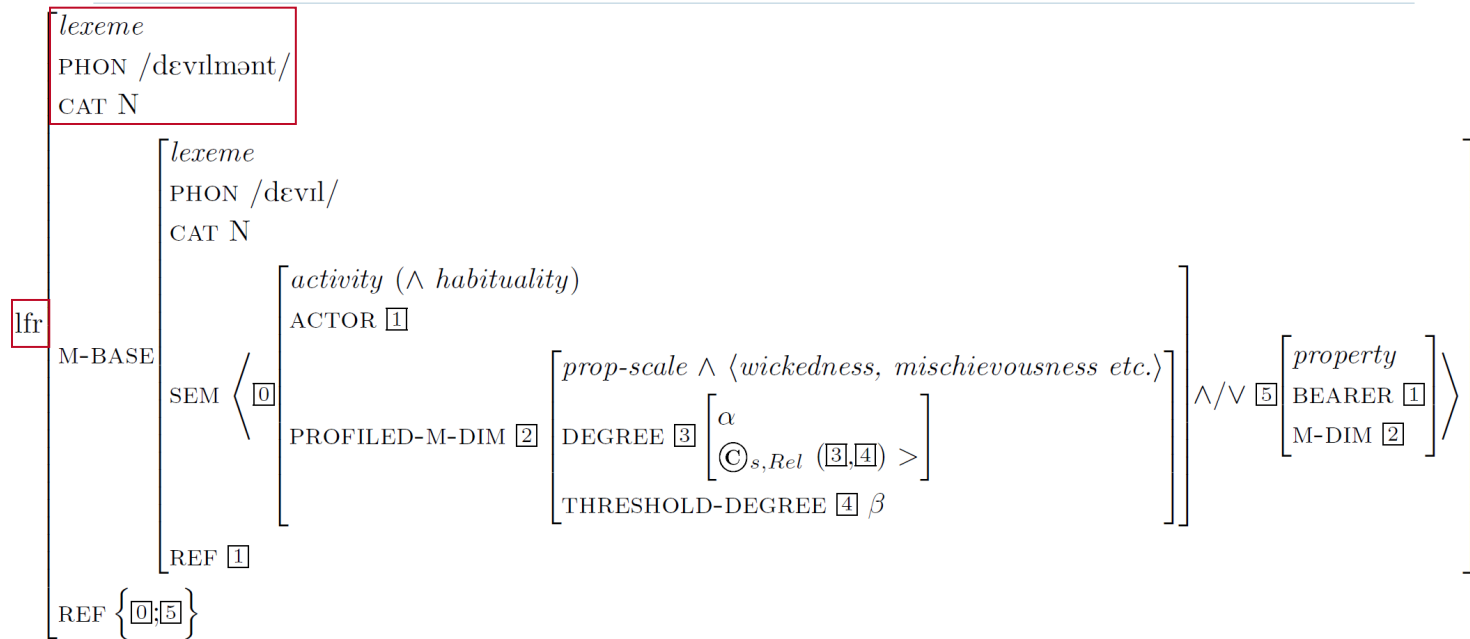 lexeme
PHON /dɛvɪlmənt/
CAT N
lexeme
PHON /dɛvɪl/
CAT N
activity (∧ habituality)
ACTOR 1
lfr
M-BASE
prop-scale ∧ ⟨wickedness, mischievousness etc.⟩
property
α
SEM ⟨ 0 ∧/∨ 5 BEARER 1 ⟩
PROFILED-M-DIM 2 DEGREE 3 M-DIM 2
©s,Rel (3,4) >
THRESHOLD-DEGREE 4 β
REF 1
REF {0;5}